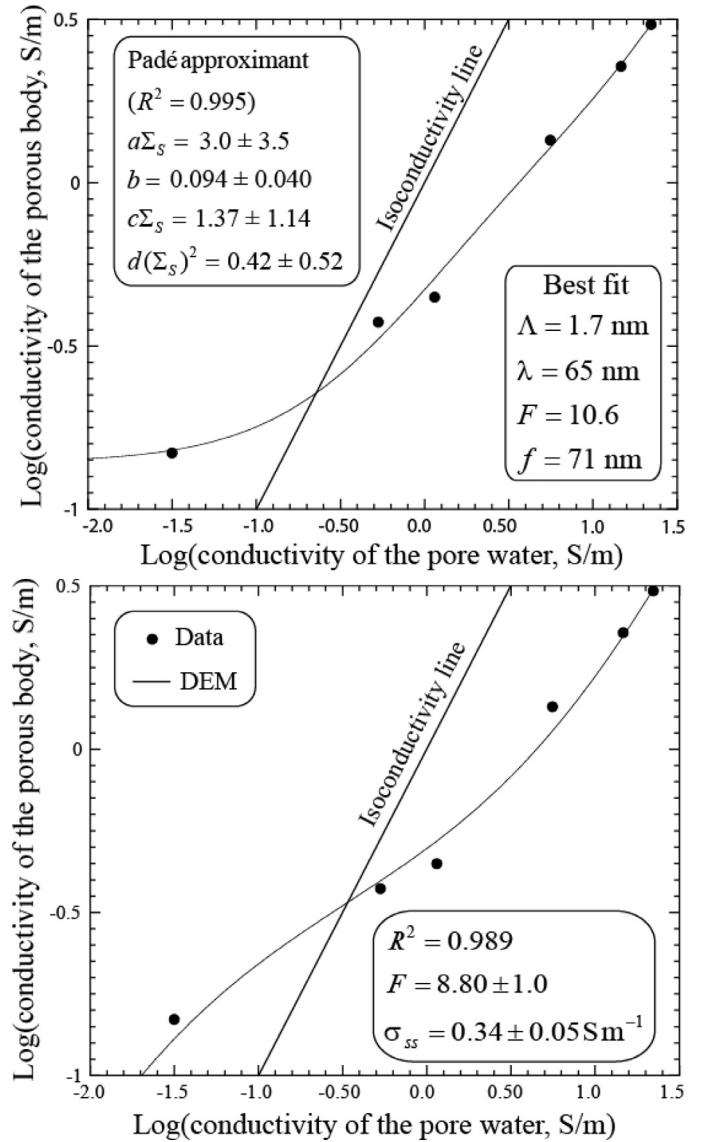 Log(conductivity of the porous body, S/m)
0.5
0
-0.5
-1
Padé approximant
(R² = 0.995)
aΣ_S = 3.0 ± 3.5
b = 0.094 ± 0.040
cΣ_S = 1.37 ± 1.14
d(Σ_S)² = 0.42 ± 0.52
Isoconductivity line
Best fit
Λ = 1.7 nm
λ = 65 nm
F = 10.6
f = 71 nm
-2.0 -1.5 -1.0 -0.50 0.0 0.50 1.0 1.5
Log(conductivity of the pore water, S/m)
Log(conductivity of the porous body, S/m)
0.5
0
-0.5
-1
Data
DEM
Isoconductivity line
R² = 0.989
F = 8.80 ± 1.0
σ_ss = 0.34 ± 0.05 S m⁻¹
-2.0 -1.5 -1.0 -0.50 0.0 0.50 1.0 1.5
Log(conductivity of the pore water, S/m)